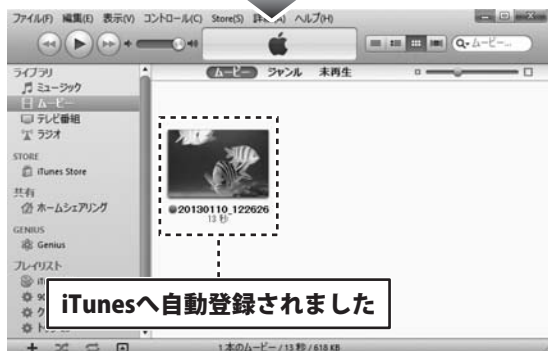 ファイル(F) 編集(E) 表示(V) コントロール(C) Store(S) ヘルプ(H)
ムービー...
ライブラリ
ムービー ジャンル 未再生
ミュージック
ムービー
テレビ番組
ラジオ
STORE
iTunes Store
共有
ホームシェアリング
GENIUS
Genius
プレイリスト
20130110_122626
13 秒
iTunesへ自動登録されました
1 本のムービー / 13 秒 / 618 KB